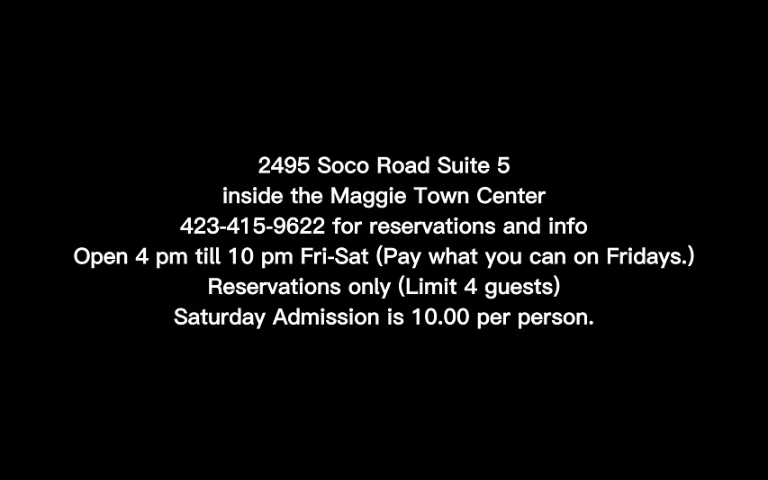 2495 Soco Road Suite 5
inside the Maggie Town Center
423-415-9622 for reservations and info
Open 4 pm till 10 pm Fri-Sat (Pay what you can on Fridays.)
Reservations only (Limit 4 guests)
Saturday Admission is 10.00 per person.